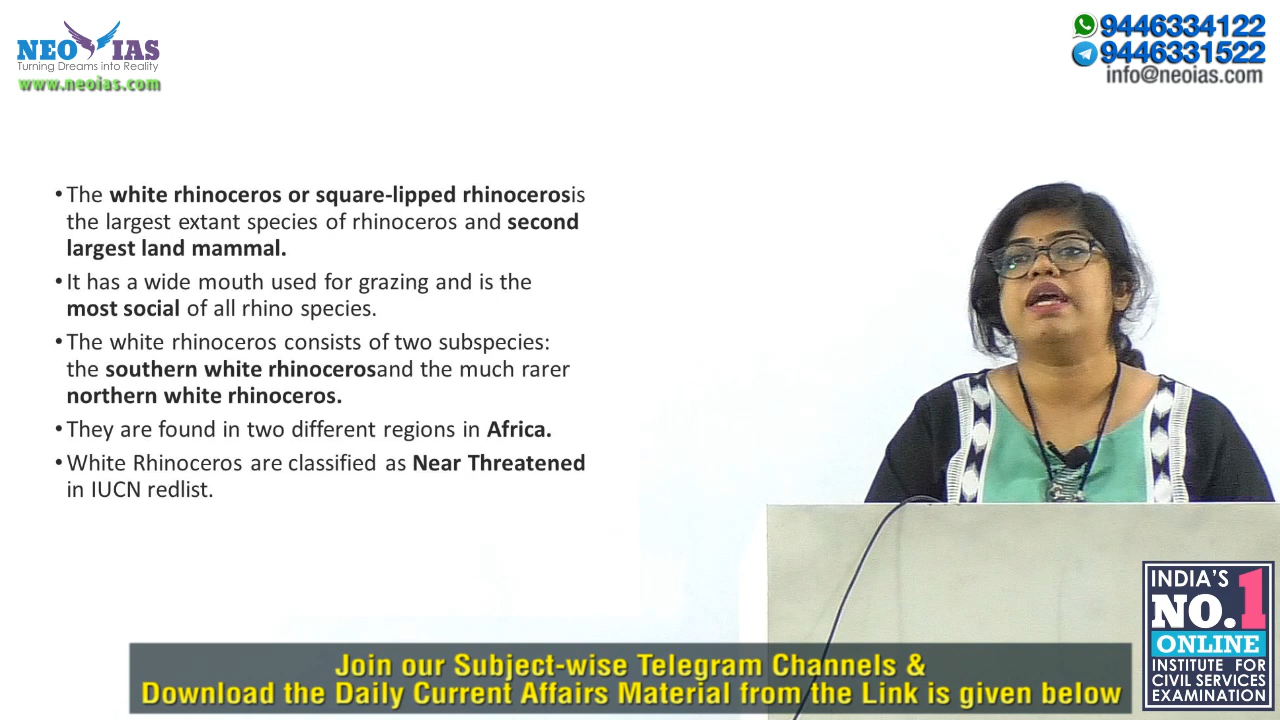 NEO IAS
Turning Dreams into Reality
www.neoias.com
9446334122
9446331522
info@neoias.com
•The white rhinoceros or square-lipped rhinocerosis
the largest extant species of rhinoceros and second
largest land mammal.
•It has a wide mouth used for grazing and is the
most social of all rhino species.
•The white rhinoceros consists of two subspecies:
the southern white rhinocerosand the much rarer
northern white rhinoceros.
•They are found in two different regions in Africa.
•White Rhinoceros are classified as Near Threatened
in IUCN redlist.
INDIA'S
NO.1
ONLINE
INSTITUTE FOR
CIVIL SERVICES
EXAMINATION
Join our Subject-wise Telegram Channels &
Download the Daily Current Affairs Material from the Link is given below